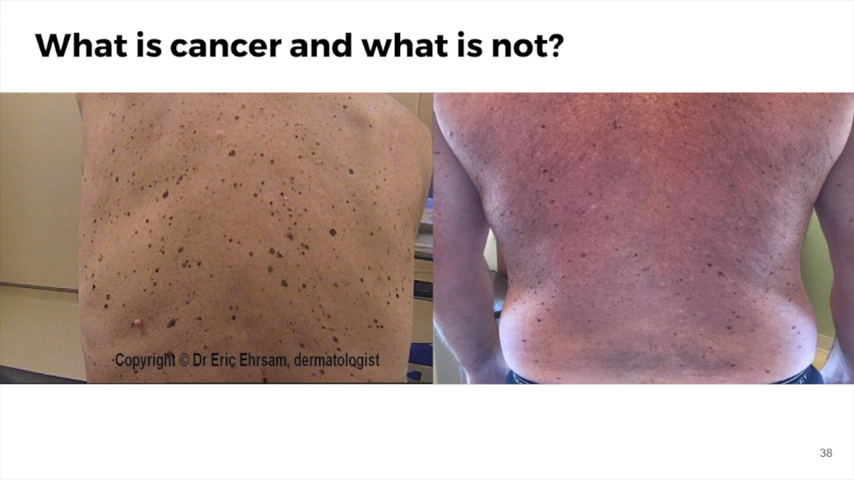 What is cancer and what is not?
Copyright © Dr Eric Ehrsam, dermatologist
38